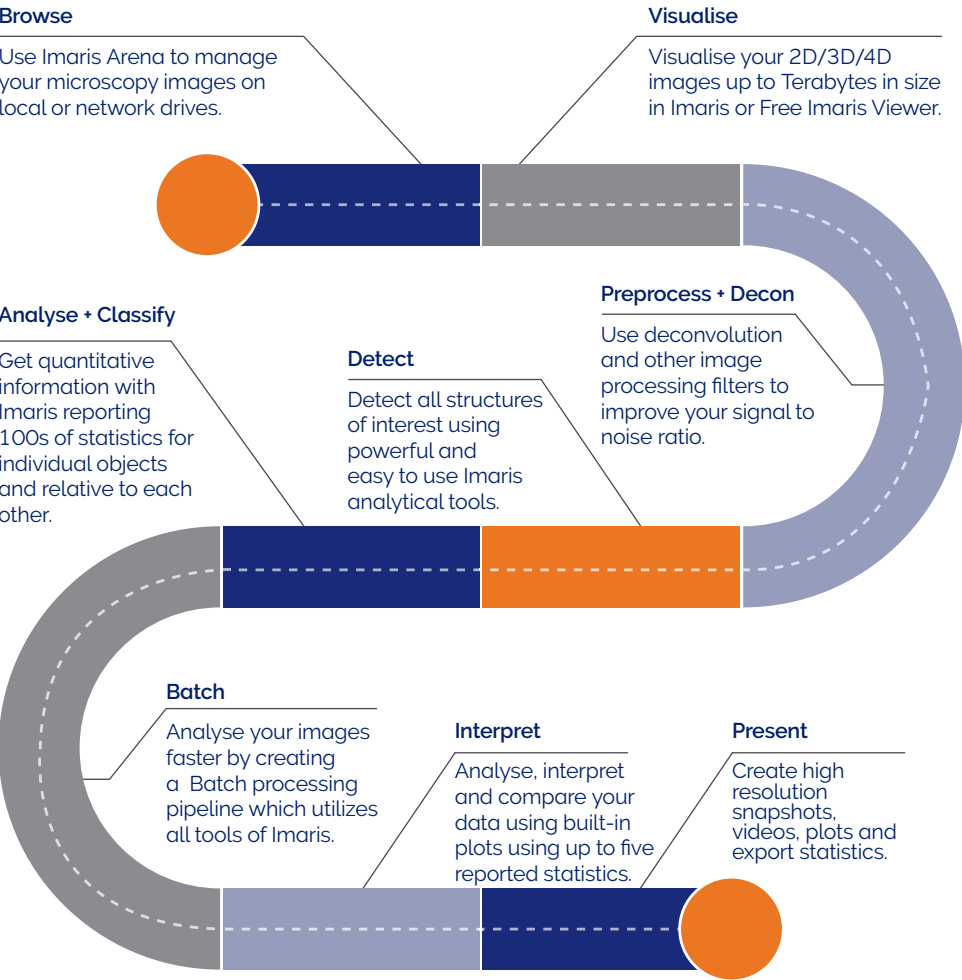 Browse
Use Imaris Arena to manage
your microscopy images on
local or network drives.
Visualise
Visualise your 2D/3D/4D
images up to Terabytes in size
in Imaris or Free Imaris Viewer.
Preprocess + Decon
Use deconvolution
and other image
processing filters to
improve your signal to
noise ratio.
Detect
Detect all structures
of interest using
powerful and
easy to use Imaris
analytical tools.
Analyse + Classify
Get quantitative
information with
Imaris reporting
100s of statistics for
individual objects
and relative to each
other.
Batch
Analyse your images
faster by creating
a Batch processing
pipeline which utilizes
all tools of Imaris.
Interpret
Analyse, interpret
and compare your
data using built-in
plots using up to five
reported statistics.
Present
Create high
resolution
snapshots,
videos, plots and
export statistics.